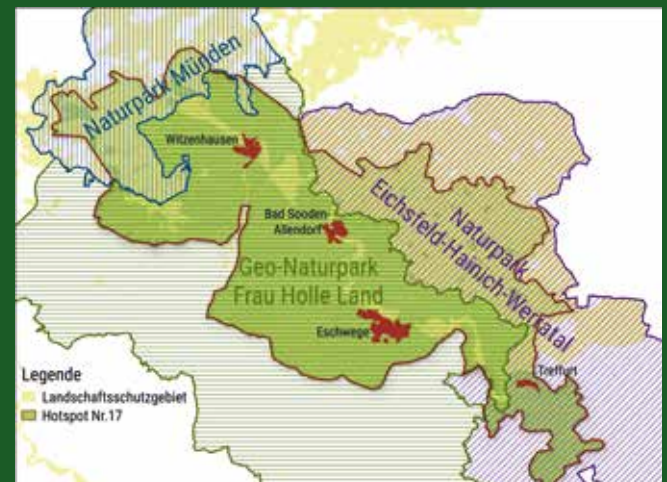 Naturpark Münden
Witzenhausen
Bad Sooden-
Allendorf
Naturpark
Eichsfeld-Hainich-Werratal
Geo-Naturpark
Frau Holle Land
Eschwege
Treffurt
Legende
Landschaftsschutzgebiet
Hotspot Nr.17